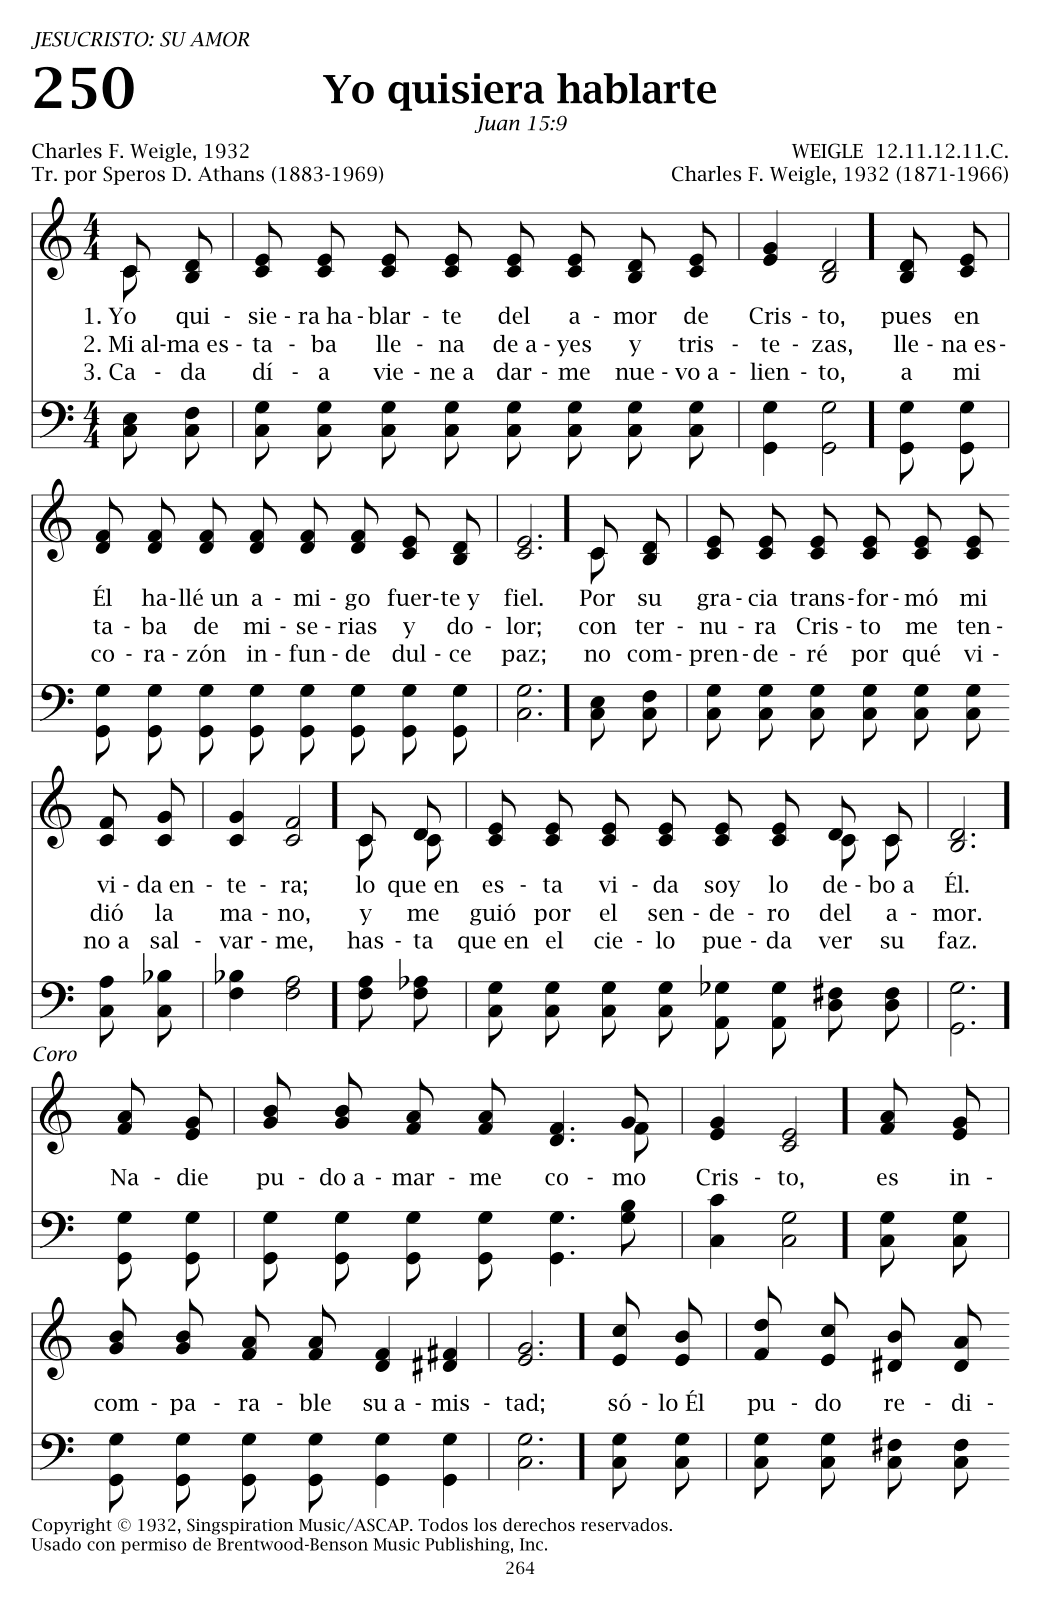 JESUCRISTO: SU AMOR
250
Yo quisiera hablarte
Juan 15:9
Charles F. Weigle, 1932
WEIGLE 12.11.12.11.C.
Tr. por Speros D. Athans (1883-1969)
Charles F. Weigle, 1932 (1871-1966)
1. Yo qui - sie - ra ha - blar - te del a - mor de Cris - to, pues en
2. Mi al-ma es - ta - ba lle - na de a - yes y tris - te - zas, lle - na es-
3. Ca - da dí - a vie - ne a dar - me nue - vo a - lien - to, a mi
Él ha-llé un a - mi - go fuer-te y fiel. Por su gra - cia trans-for - mó mi
ta - ba de mi - se - rias y do - lor; con ter - nu - ra Cris - to me ten -
co - ra - zón in - fun - de dul - ce paz; no com-pren-de - ré por qué vi -
vi - da en - te - ra; lo que en es - ta vi - da soy lo de - bo a Él.
dió la ma - no, y me guió por el sen - de - ro del a - mor.
no a sal - var - me, has - ta que en el cie - lo pue - da ver su faz.
Coro
Na - die pu - do a - mar - me co - mo Cris - to, es in -
com - pa - ra - ble su a - mis - tad; só - lo Él pu - do re - di -
Copyright © 1932, Singspiration Music/ASCAP. Todos los derechos reservados.
Usado con permiso de Brentwood-Benson Music Publishing, Inc.
264